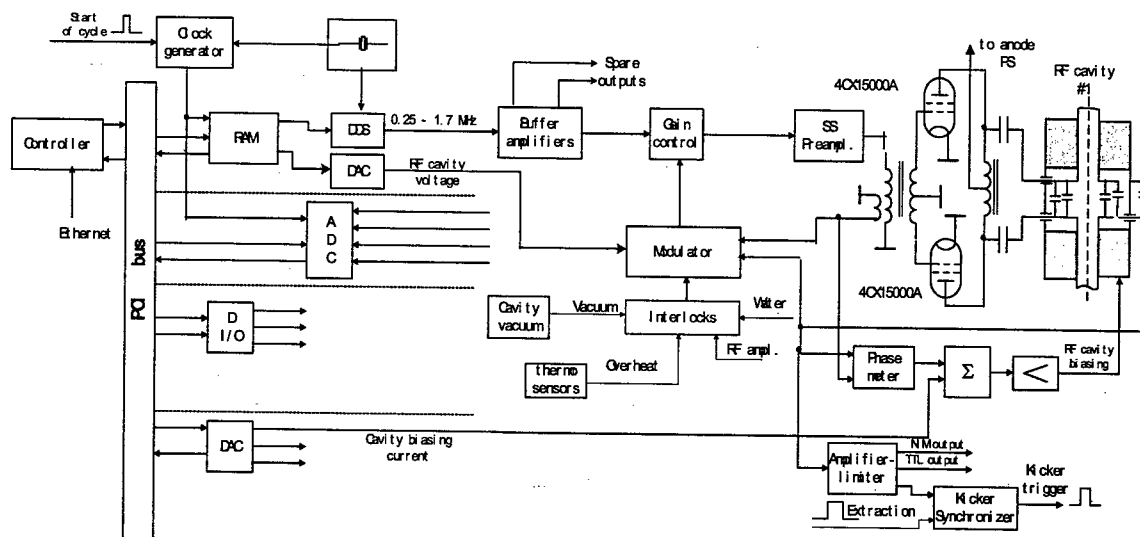 Start
of cycle
Clock
generator
to anode
PS
RF cavity
#1
Spare
outputs
4CX15000A
Controller
RAM
DDS
0.25 - 1.7 MHz
Buffer
amplifiers
Gain
control
SS
Preampl.
DAC
RF cavity
voltage
Ethernet
PCI bus
A
D
C
Modulator
4CX15000A
Cavity
vacuum
Vacuum
Interlocks
Water
D
I/O
thermo
sensors
Overheat
RF ampl.
Phase
meter
Σ
<
RF cavity
biasing
DAC
Cavity biasing
current
Amplifier-
limiter
NIM output
TTL output
Kicker
trigger
Extraction
Kicker
Synchronizer